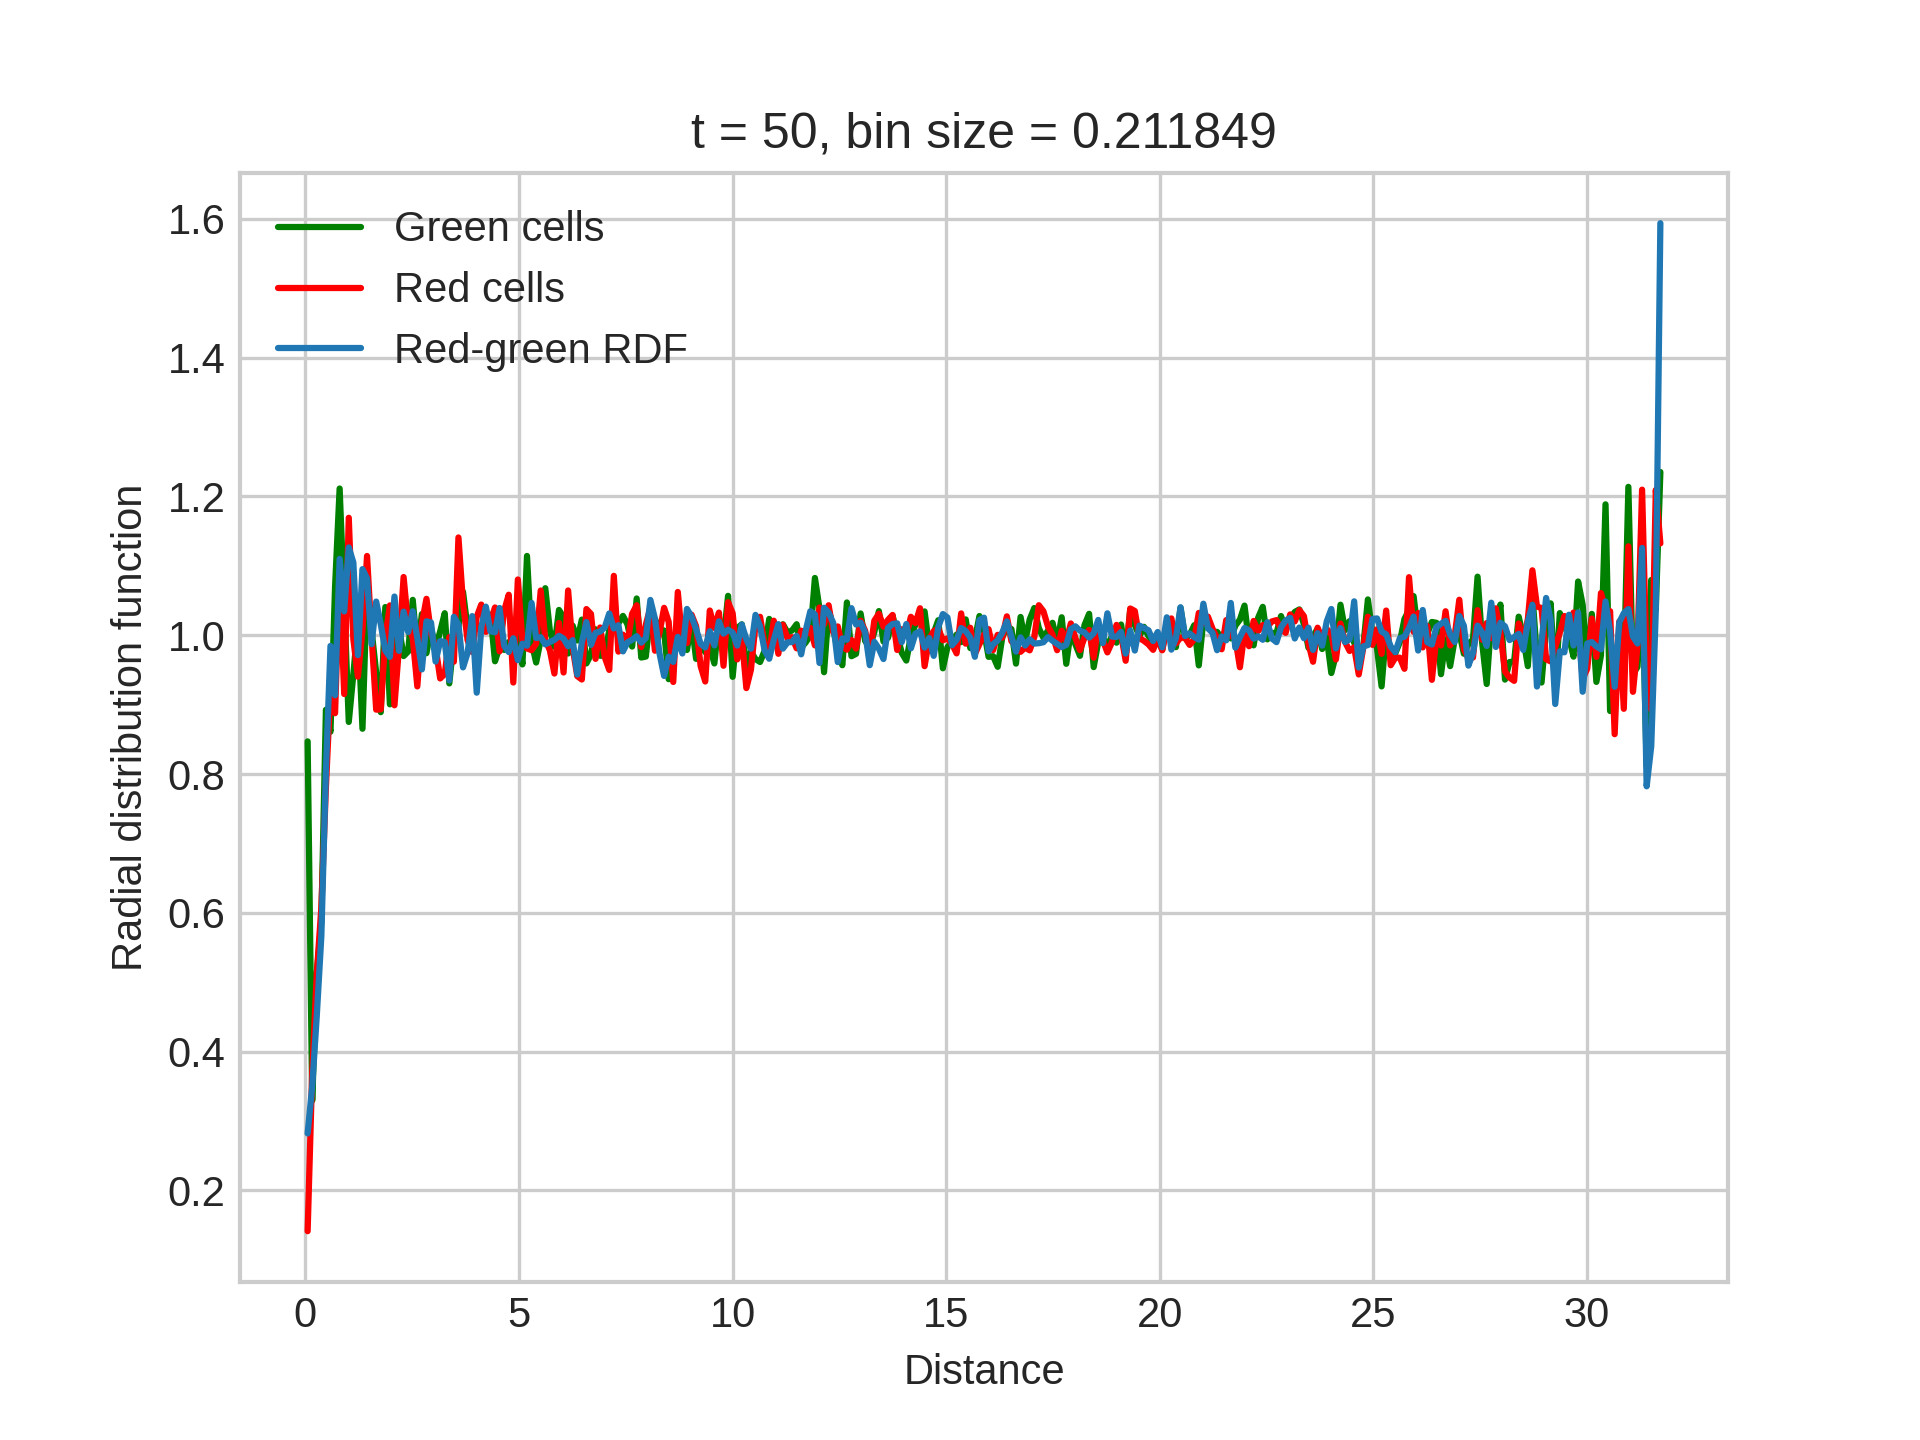 t = 50, bin size = 0.211849
Green cells
Red cells
Red-green RDF
1.6
1.4
1.2
1.0
0.8
0.6
0.4
0.2
Radial distribution function
0 5 10 15 20 25 30
Distance